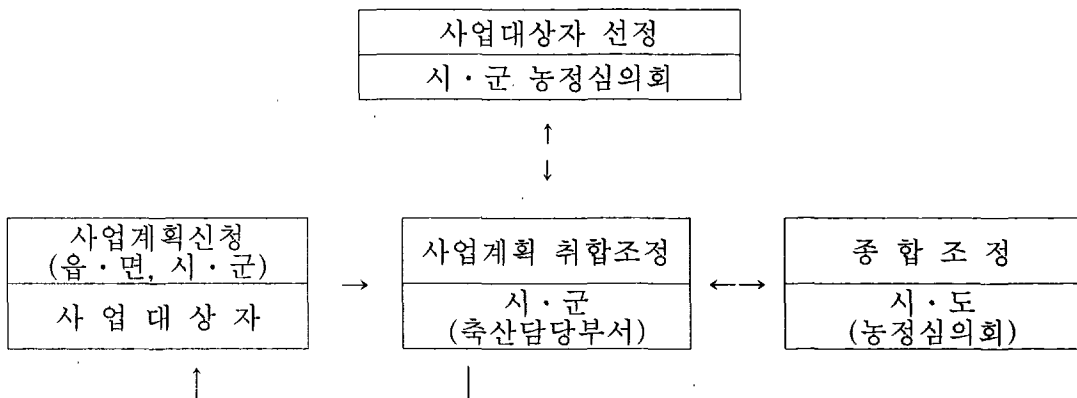 사업대상자 선정
시·군 농정심의회
↑
↓
사업계획신청
(읍·면, 시·군)
사 업 대 상 자
→
사업계획 취합조정
시·군
(축산담당부서)
←→
종 합 조 정
시·도
(농정심의회)
↑